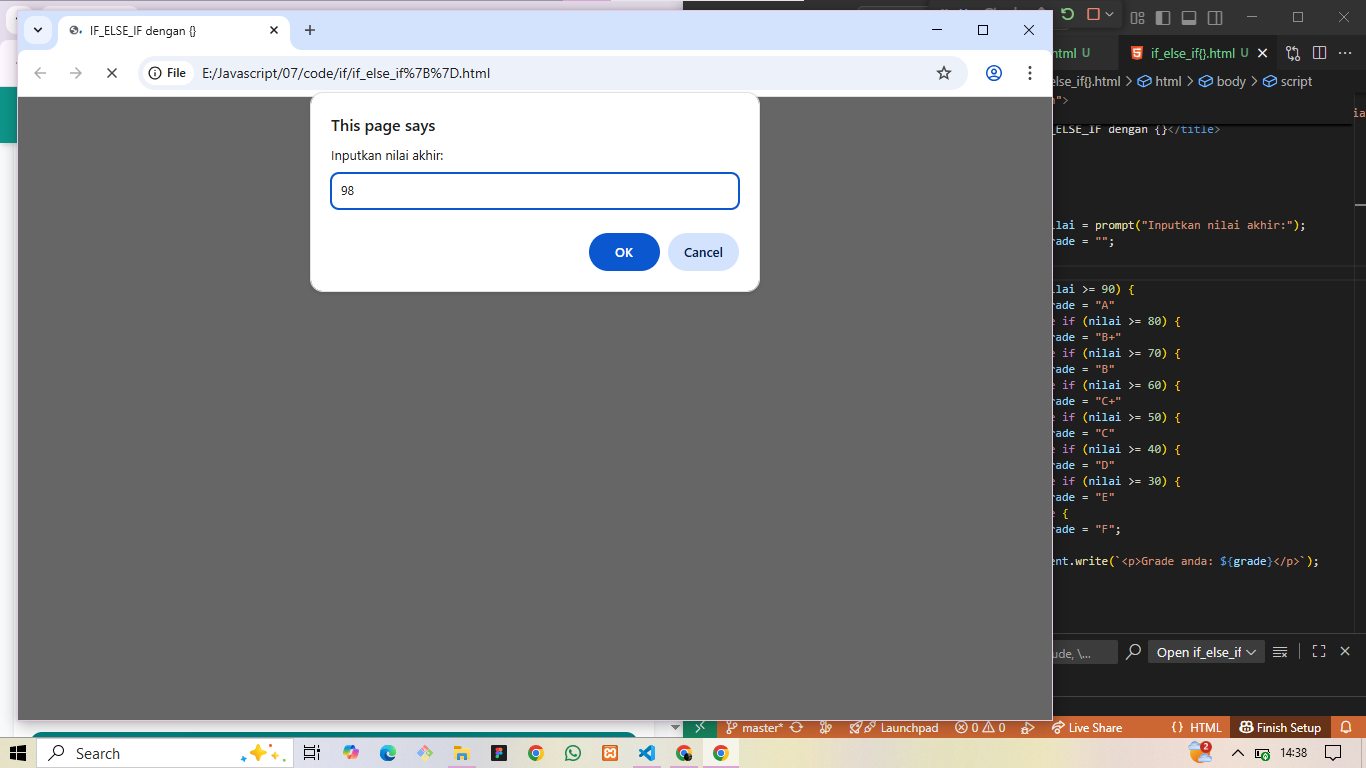 IF_ELSE_IF dengan {}
File
E:/Javascript/07/code/if/if_else_if%7B%7D.html
This page says
Inputkan nilai akhir:
98
OK
Cancel
html U
if_else_if{}.html U
else_if{}.html > html > body > script
">
_ELSE_IF dengan {}</title>
ilai = prompt("Inputkan nilai akhir:");
rade = "";
lai >= 90) {
rade = "A"
e if (nilai >= 80) {
rade = "B+"
e if (nilai >= 70) {
rade = "B"
e if (nilai >= 60) {
rade = "C+"
e if (nilai >= 50) {
rade = "C"
e if (nilai >= 40) {
rade = "D"
e if (nilai >= 30) {
rade = "E"
e {
rade = "F";
ent.write(`<p>Grade anda: ${grade}</p>`);
ude, \...
Open if_else_if
master*
Launchpad
0
0
Live Share
{ } HTML
Finish Setup
Search
2
14:38